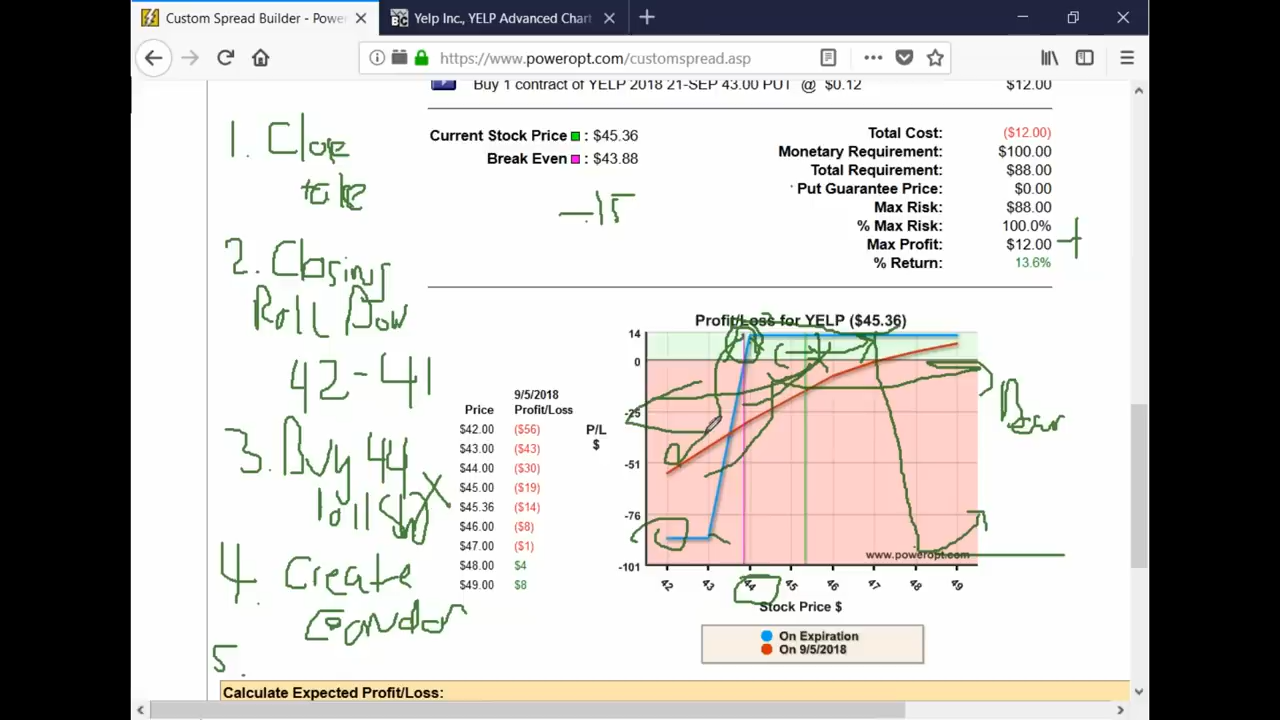 Custom Spread Builder - Powe
Yelp Inc., YELP Advanced Chart
https://www.poweropt.com/customspread.asp
Buy 1 contract of YELP 2018 21-SEP 43.00 PUT @ $0.12 $12.00
Current Stock Price : $45.36
Break Even : $43.88
Total Cost: ($12.00)
Monetary Requirement: $100.00
Total Requirement: $88.00
Put Guarantee Price: $0.00
Max Risk: $88.00
% Max Risk: 100.0%
Max Profit: $12.00 +
% Return: 13.6%
-.15
1. Close
take
2. Closing
Roll Dow
42-41
3. Buy 44
roll
4. Create
Condor
5.
9/5/2018
Price Profit/Loss
$42.00 ($56)
$43.00 ($43)
$44.00 ($30)
$45.00 ($19)
$45.36 ($14)
$46.00 ($8)
$47.00 ($1)
$48.00 $4
$49.00 $8
Profit/Loss for YELP ($45.36)
14
0
-25
P/L
$
-51
-76
-101
www.poweropt.com
42 43 44 45 46 47 48 49
Stock Price $
Bear
On Expiration
On 9/5/2018
Calculate Expected Profit/Loss: